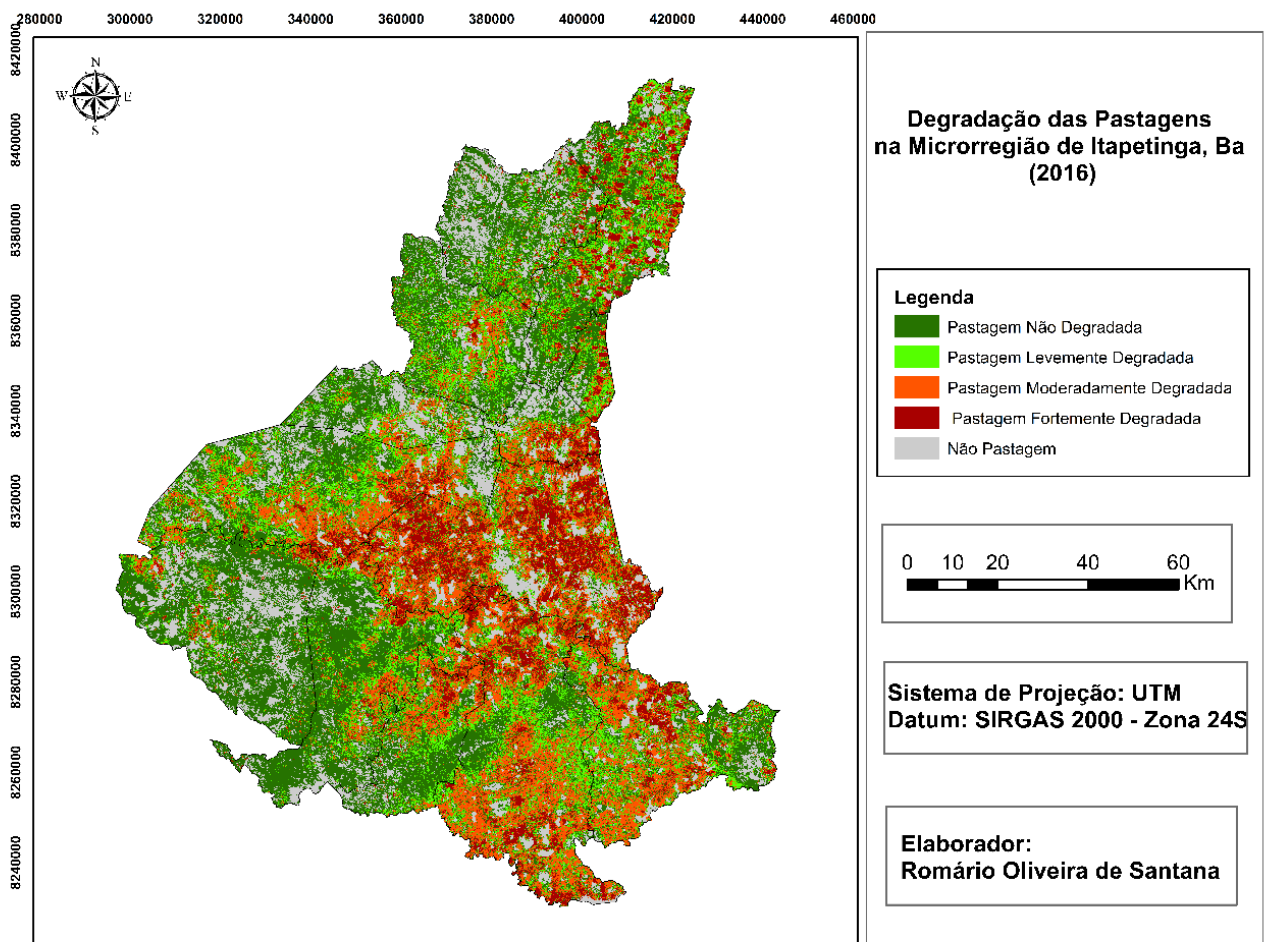 280000 300000 320000 340000 360000 380000 400000 420000 440000 460000
8420000
8400000
8380000
8360000
8340000
8320000
8300000
8280000
8260000
8240000
N
W E
S
Degradação das Pastagens
na Microrregião de Itapetinga, Ba
(2016)
Legenda
Pastagem Não Degradada
Pastagem Levemente Degradada
Pastagem Moderadamente Degradada
Pastagem Fortemente Degradada
Não Pastagem
0 10 20 60
Km
Sistema de Projeção: UTM
Datum: SIRGAS 2000 - Zona 24S
Elaborador:
Romário Oliveira de Santana